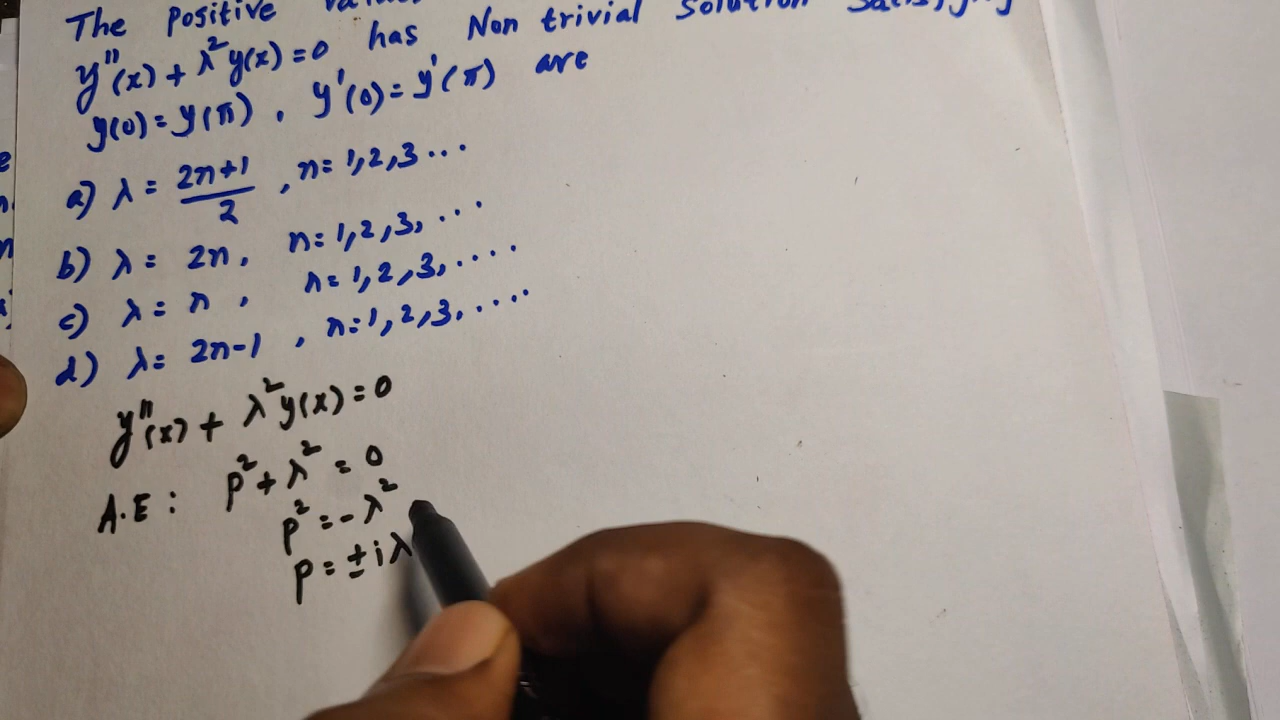 The positive
y''(x) + λ²y(x) = 0 has Non trivial solution
y(0) = y(π), y'(0) = y'(π) are
a) λ = (2n+1)/2, n = 1,2,3...
b) λ = 2n, n = 1,2,3,...
c) λ = n, n = 1,2,3,....
d) λ = 2n-1, n = 1,2,3,....
y''(x) + λ²y(x) = 0
A.E: p² + λ² = 0
p² = -λ²
p = ± iλ